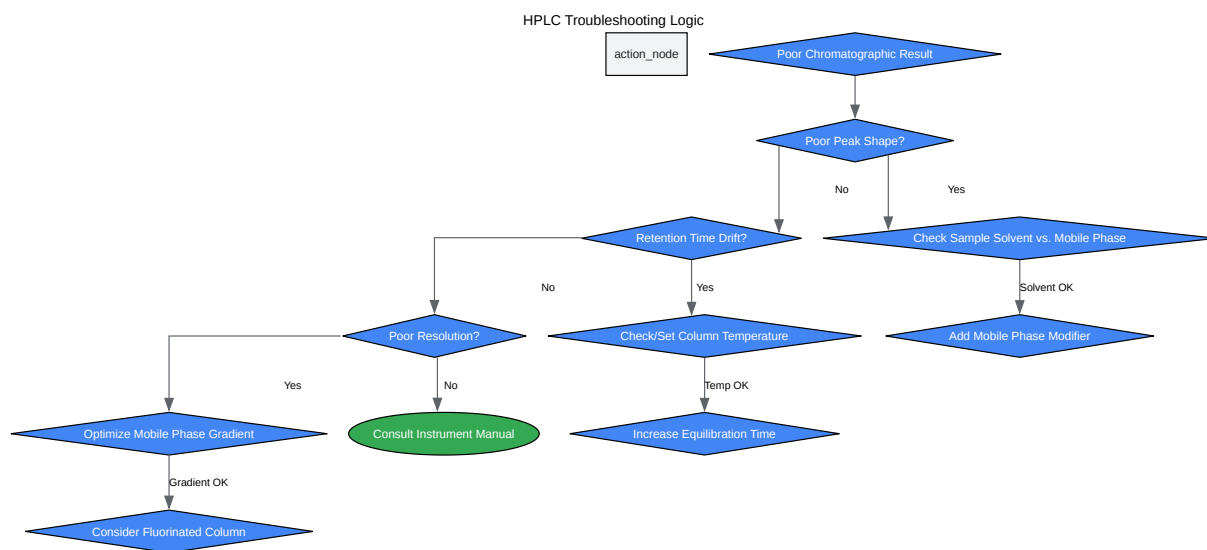 HPLC Troubleshooting Logic
action_node
Poor Chromatographic Result
Poor Peak Shape?
No
Yes
Retention Time Drift?
Check Sample Solvent vs. Mobile Phase
No
Yes
Solvent OK
Poor Resolution?
Check/Set Column Temperature
Add Mobile Phase Modifier
Yes
No
Temp OK
Optimize Mobile Phase Gradient
Consult Instrument Manual
Increase Equilibration Time
Gradient OK
Consider Fluorinated Column